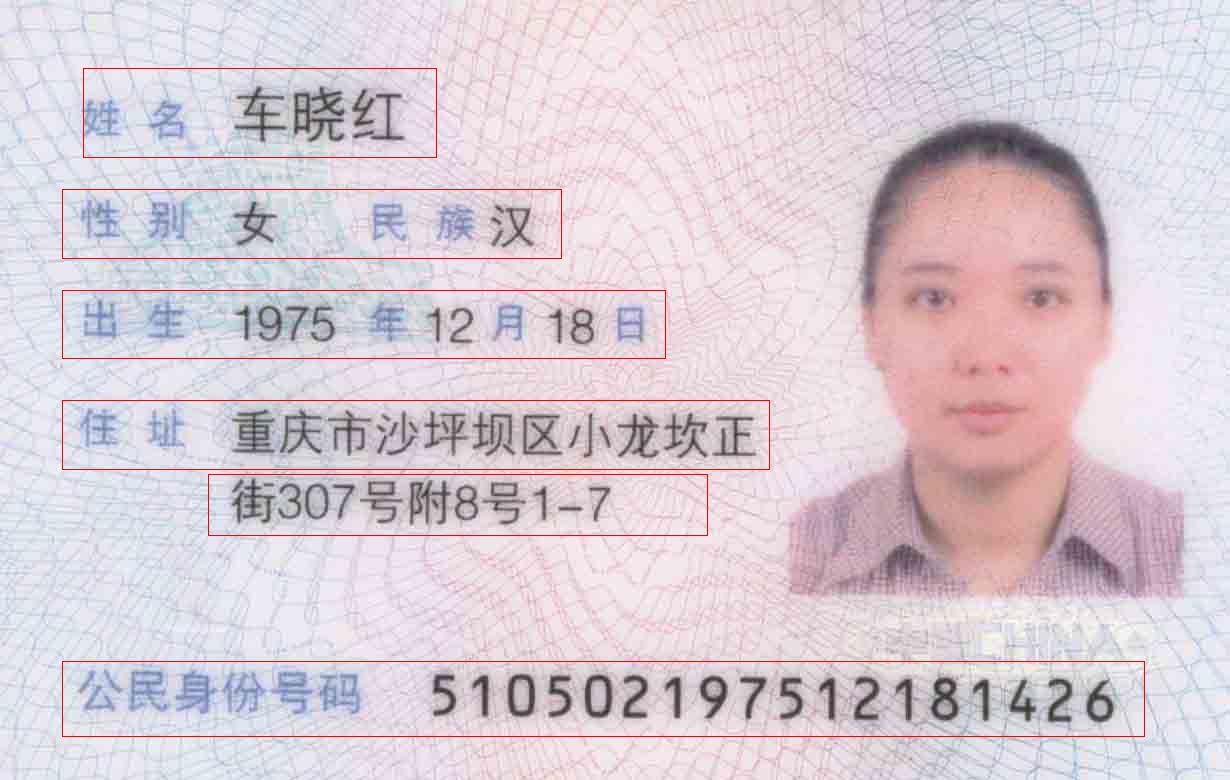 姓名 车晓红
性别 女 民族 汉
出生 1975 年 12 月 18 日
住址 重庆市沙坪坝区小龙坎正
街307号附8号1-7
公民身份号码 510502197512181426